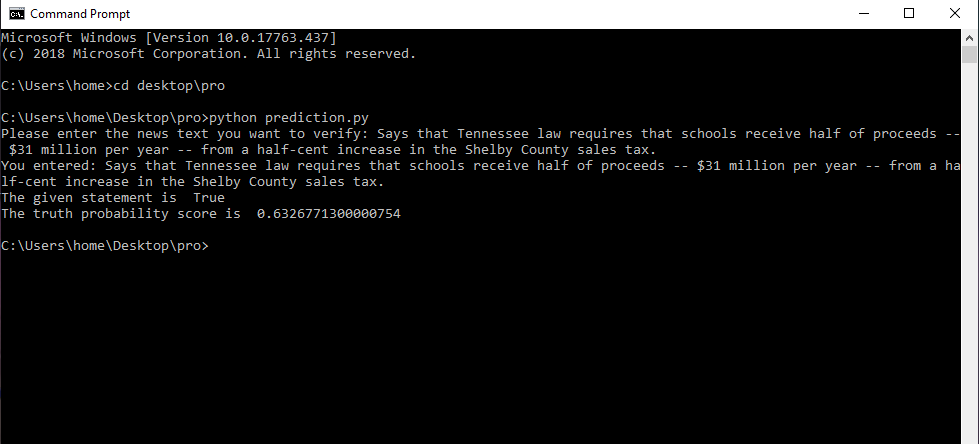 Command Prompt
Microsoft Windows [Version 10.0.17763.437]
(c) 2018 Microsoft Corporation. All rights reserved.
C:\Users\home>cd desktop\pro
C:\Users\home\Desktop\pro>python prediction.py
Please enter the news text you want to verify: Says that Tennessee law requires that schools receive half of proceeds --
$31 million per year -- from a half-cent increase in the Shelby County sales tax.
You entered: Says that Tennessee law requires that schools receive half of proceeds -- $31 million per year -- from a ha
lf-cent increase in the Shelby County sales tax.
The given statement is  True
The truth probability score is  0.6326771300000754
C:\Users\home\Desktop\pro>